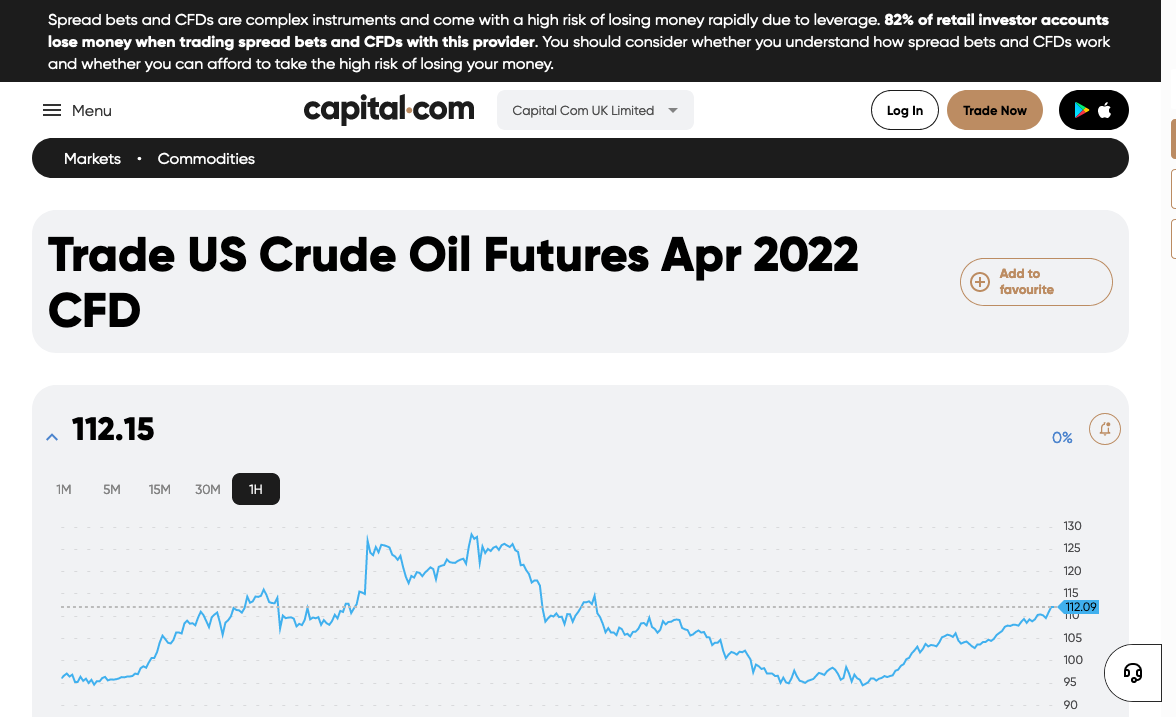 Spread bets and CFDs are complex instruments and come with a high risk of losing money rapidly due to leverage. 82% of retail investor accounts
lose money when trading spread bets and CFDs with this provider. You should consider whether you understand how spread bets and CFDs work
and whether you can afford to take the high risk of losing your money.
Menu
capital.com
Capital Com UK Limited
Log In
Trade Now
Markets • Commodities
Trade US Crude Oil Futures Apr 2022
CFD
Add to
favourite
112.15
0%
1M 5M 15M 30M 1H
130
125
120
115
112.09
110
105
100
95
90